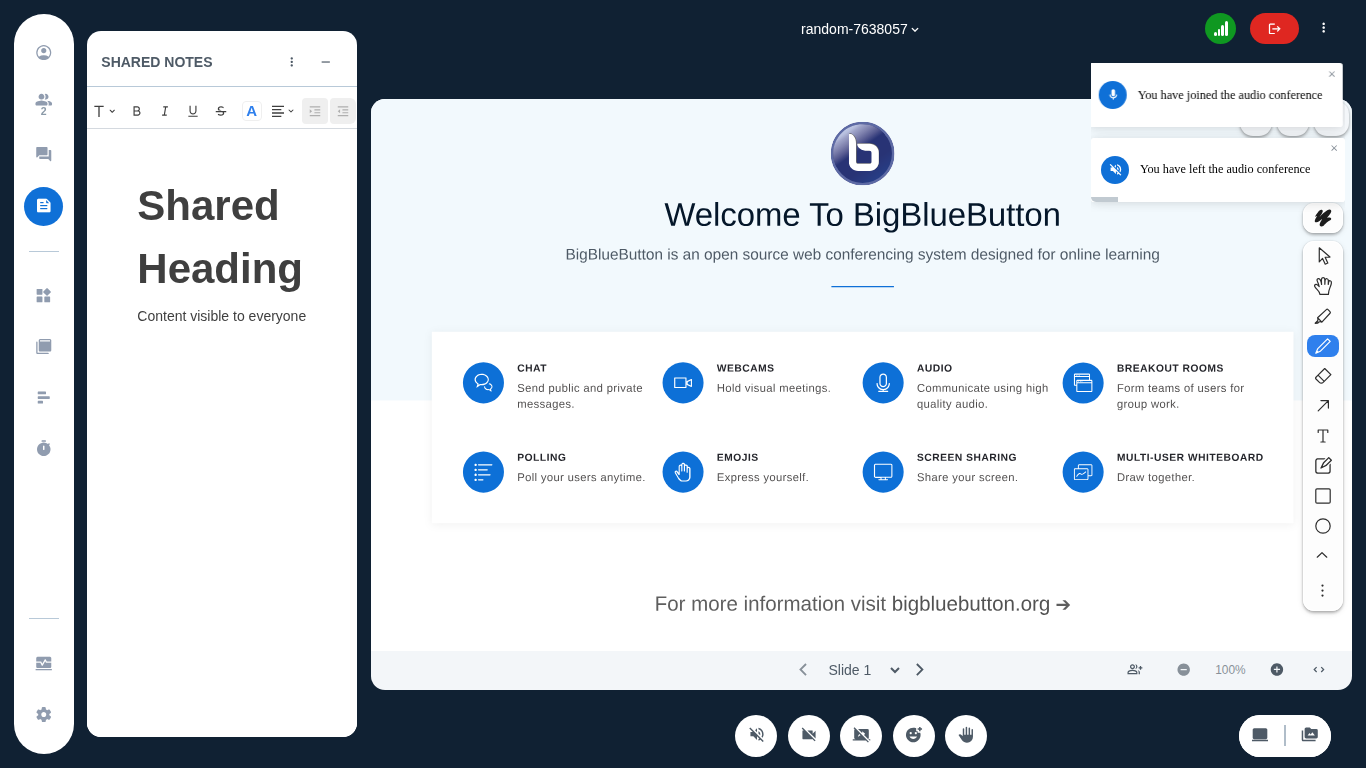 random-7638057
SHARED NOTES
2
You have joined the audio conference
You have left the audio conference
Shared
Heading
Content visible to everyone
Welcome To BigBlueButton
BigBlueButton is an open source web conferencing system designed for online learning
CHAT
Send public and private
messages.
WEBCAMS
Hold visual meetings.
AUDIO
Communicate using high
quality audio.
BREAKOUT ROOMS
Form teams of users for
group work.
POLLING
Poll your users anytime.
EMOJIS
Express yourself.
SCREEN SHARING
Share your screen.
MULTI-USER WHITEBOARD
Draw together.
For more information visit bigbluebutton.org ➔
Slide 1
100%